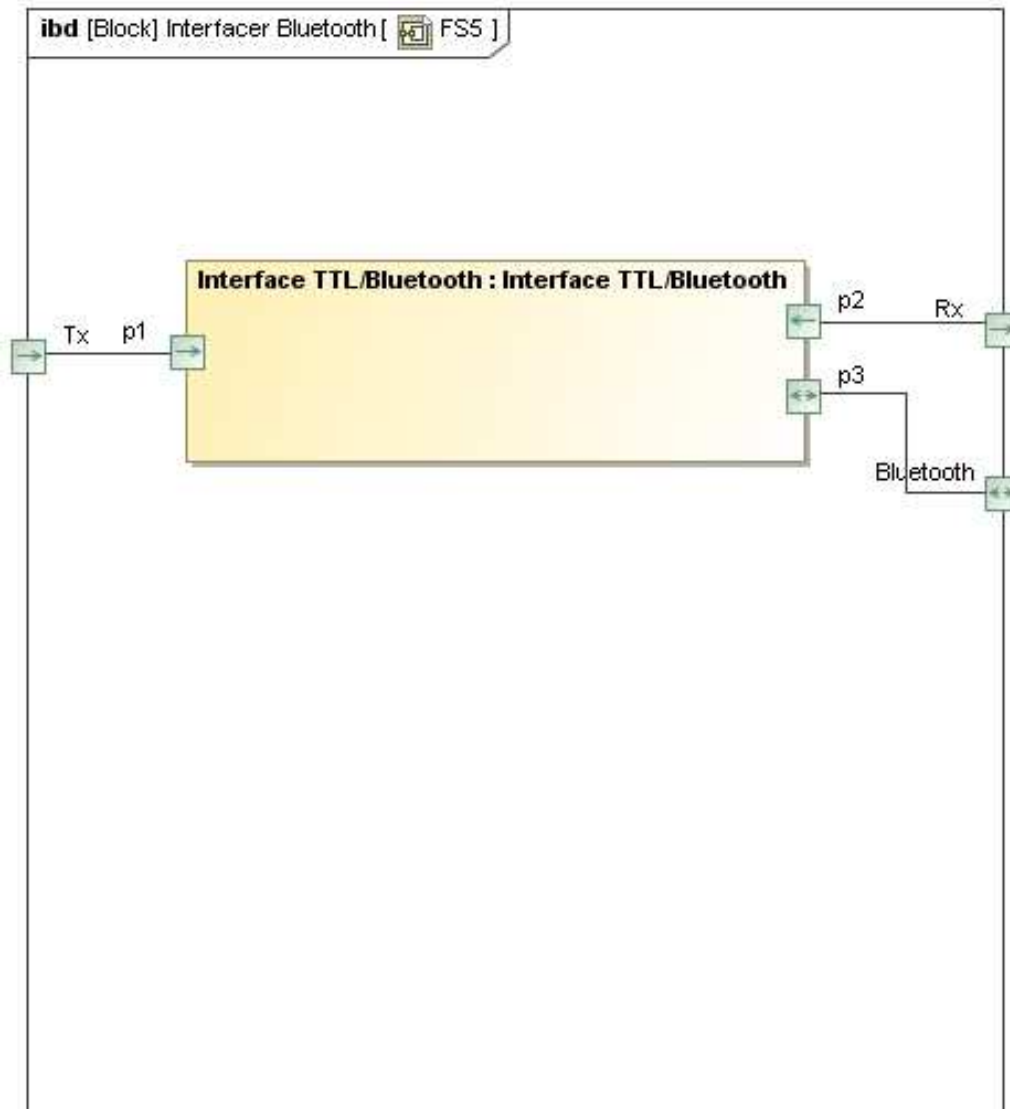 ibd [Block] Interfacer Bluetooth [ FS5 ]
Interface TTL/Bluetooth : Interface TTL/Bluetooth
Tx p1
p2 Rx
p3
Bluetooth